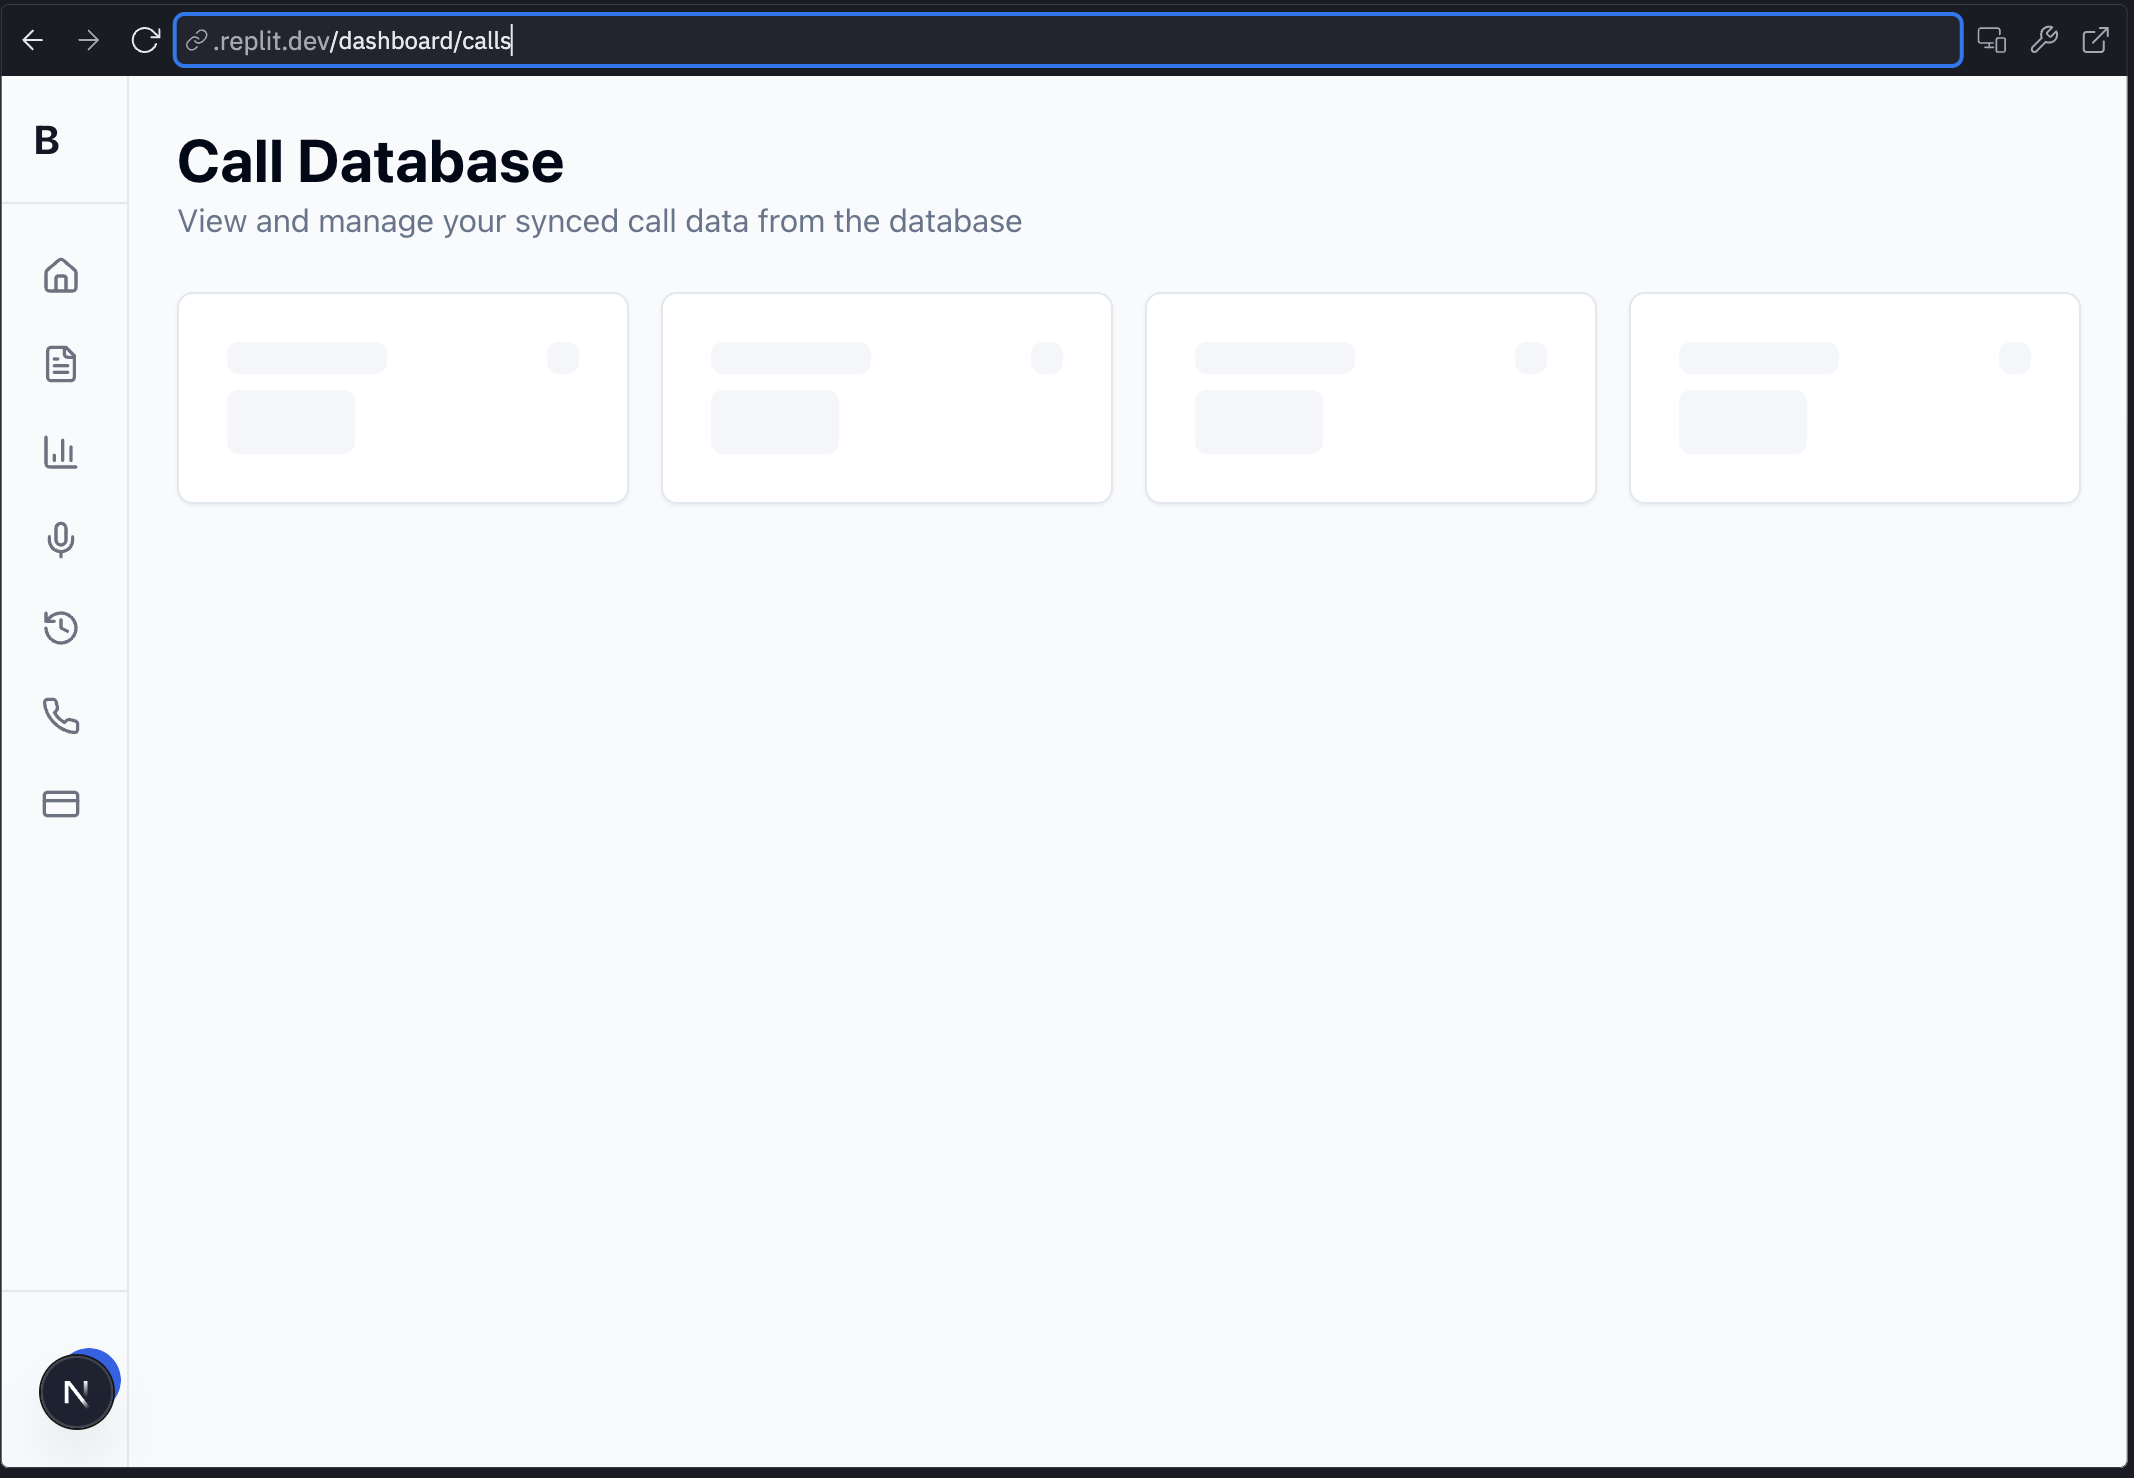 .replit.dev/dashboard/calls
B
Call Database
View and manage your synced call data from the database
N